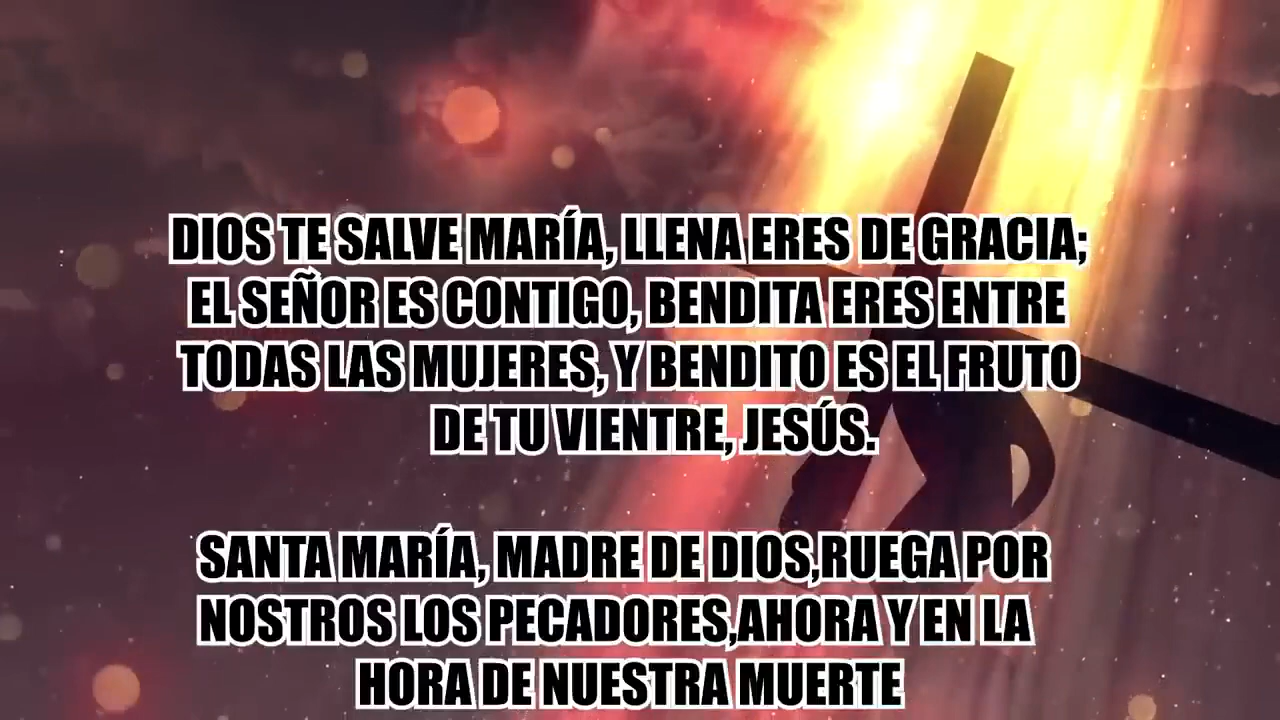 DIOS TE SALVE MARÍA, LLENA ERES DE GRACIA;
EL SEÑOR ES CONTIGO, BENDITA ERES ENTRE
TODAS LAS MUJERES, Y BENDITO ES EL FRUTO
DE TU VIENTRE, JESÚS.
SANTA MARÍA, MADRE DE DIOS,RUEGA POR
NOSTROS LOS PECADORES,AHORA Y EN LA
HORA DE NUESTRA MUERTE